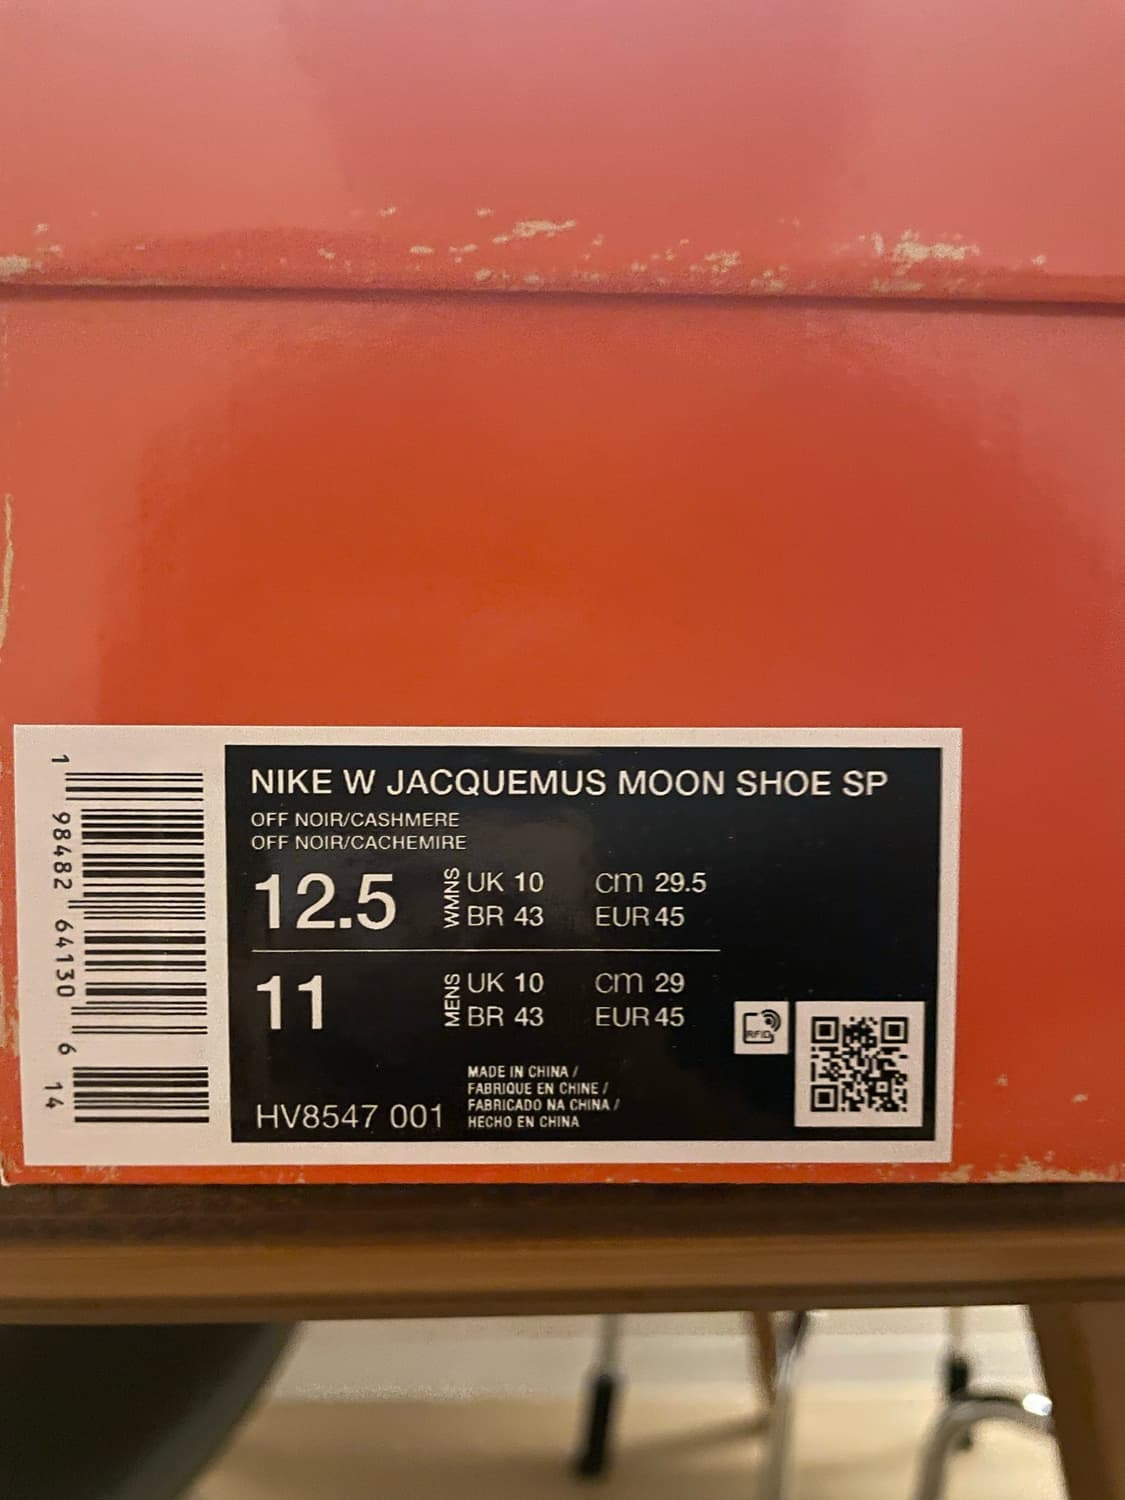 NIKE W JACQUEMUS MOON SHOE SP
OFF NOIR/CASHMERE
OFF NOIR/CACHEMIRE
12.5 WMNS UK 10 cm 29.5
BR 43 EUR 45
11 MENS UK 10 cm 29
BR 43 EUR 45
MADE IN CHINA /
FABRIQUE EN CHINE /
FABRICADO NA CHINA /
HECHO EN CHINA
HV8547 001
RFID
1 98482 64130 6 14